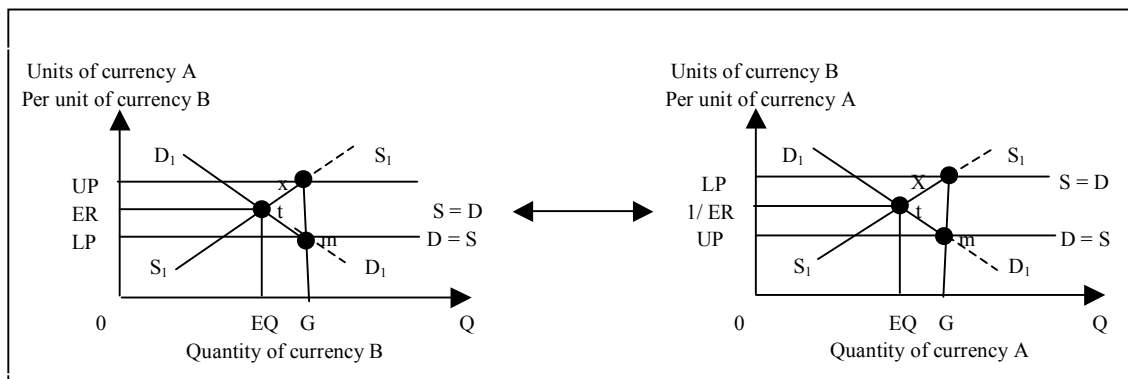 Units of currency A
Per unit of currency B
D1
S1
UP
x
ER
t
S = D
LP
m
D = S
S1
D1
0
EQ
G
Q
Quantity of currency B
Units of currency B
Per unit of currency A
D1
S1
LP
X
S = D
1/ ER
t
UP
m
D = S
S1
D1
0
EQ
G
Q
Quantity of currency A